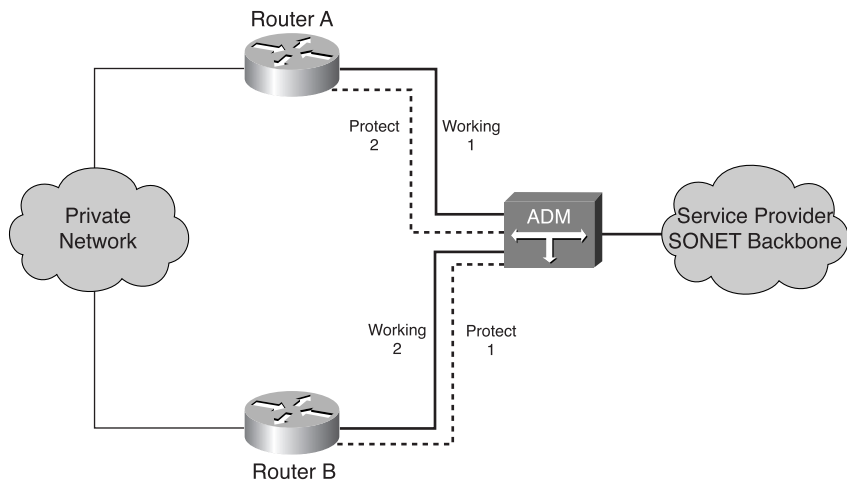 Router A
Protect
2
Working
1
Private
Network
ADM
Service Provider
SONET Backbone
Working
2
Protect
1
Router B